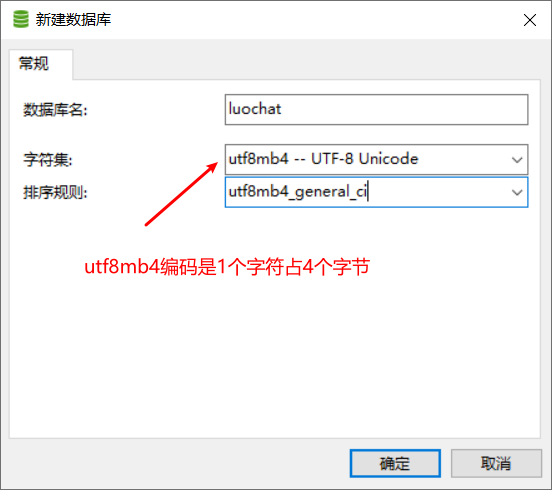 新建数据库
常规
数据库名: luochat
字符集: utf8mb4 -- UTF-8 Unicode
排序规则: utf8mb4_general_ci
utf8mb4编码是1个字符占4个字节
确定 取消